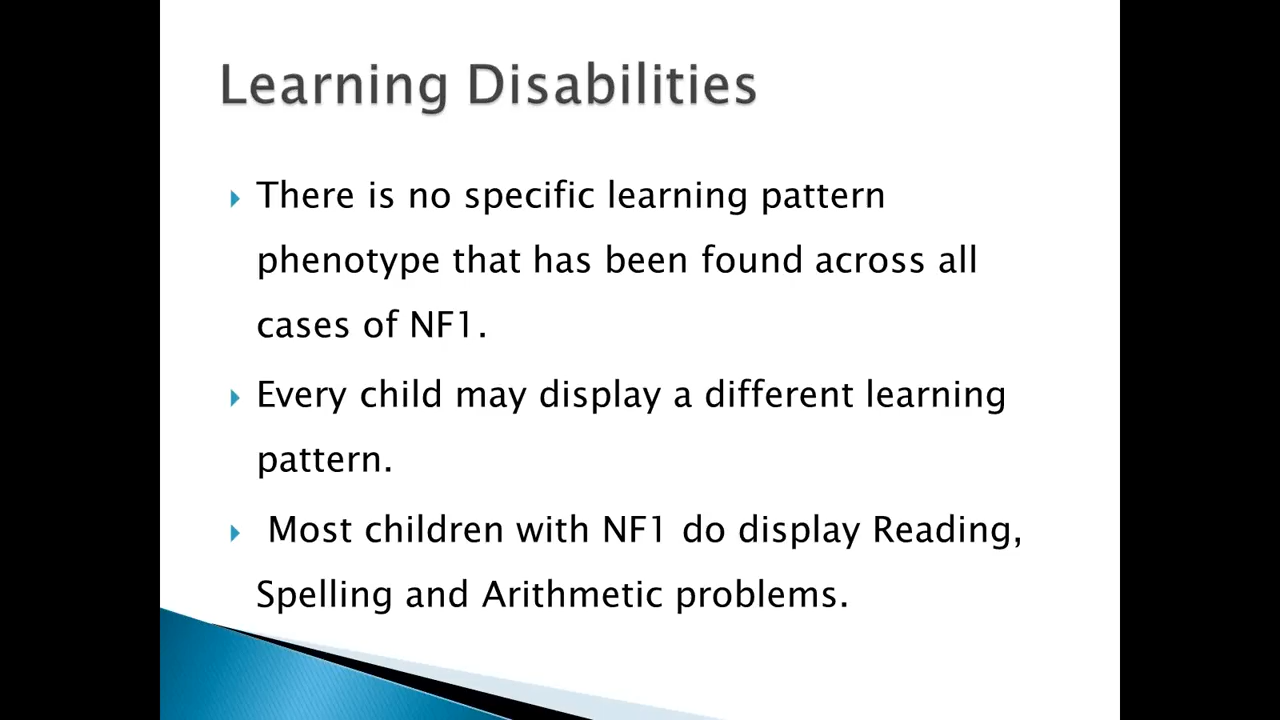 Learning Disabilities
There is no specific learning pattern
phenotype that has been found across all
cases of NF1.
Every child may display a different learning
pattern.
Most children with NF1 do display Reading,
Spelling and Arithmetic problems.